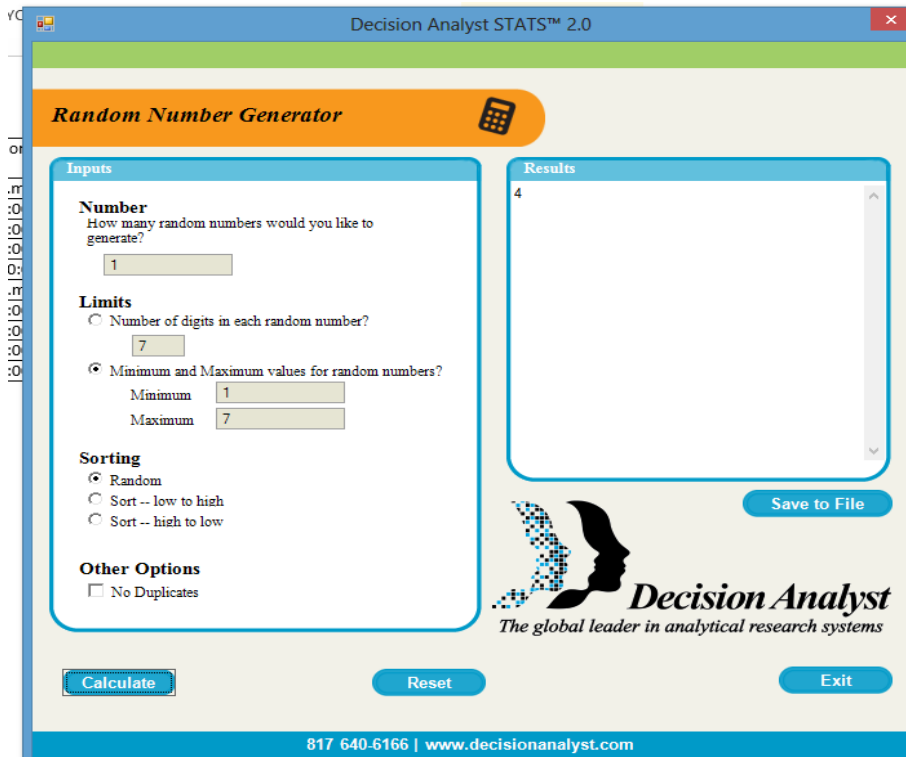 YO
Decision Analyst STATS™ 2.0
Random Number Generator
Inputs
Number
How many random numbers would you like to
generate?
1
Limits
Number of digits in each random number?
7
Minimum and Maximum values for random numbers?
Minimum 1
Maximum 7
Sorting
Random
Sort -- low to high
Sort -- high to low
Other Options
No Duplicates
Results
4
Save to File
Decision Analyst
The global leader in analytical research systems
Calculate
Reset
Exit
817 640-6166 | www.decisionanalyst.com